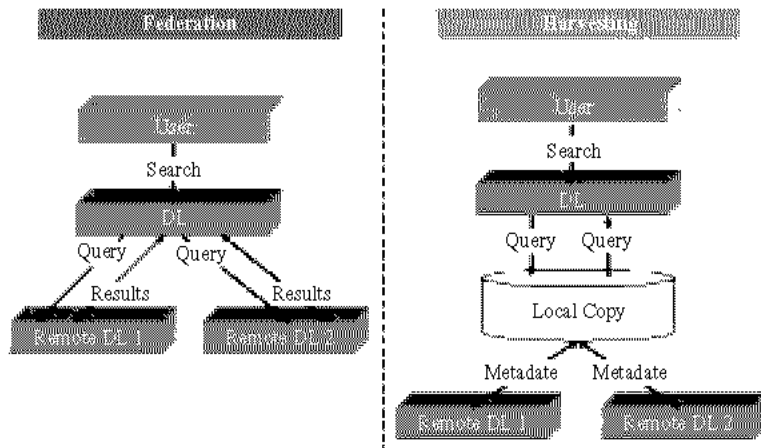 Federation
User
Search
DL
Query
Query
Results
Results
Remote DL 1
Remote DL 2
Harvesting
User
Search
DL
Query
Query
Local Copy
Metadate
Metadate
Remote DL 1
Remote DL 2